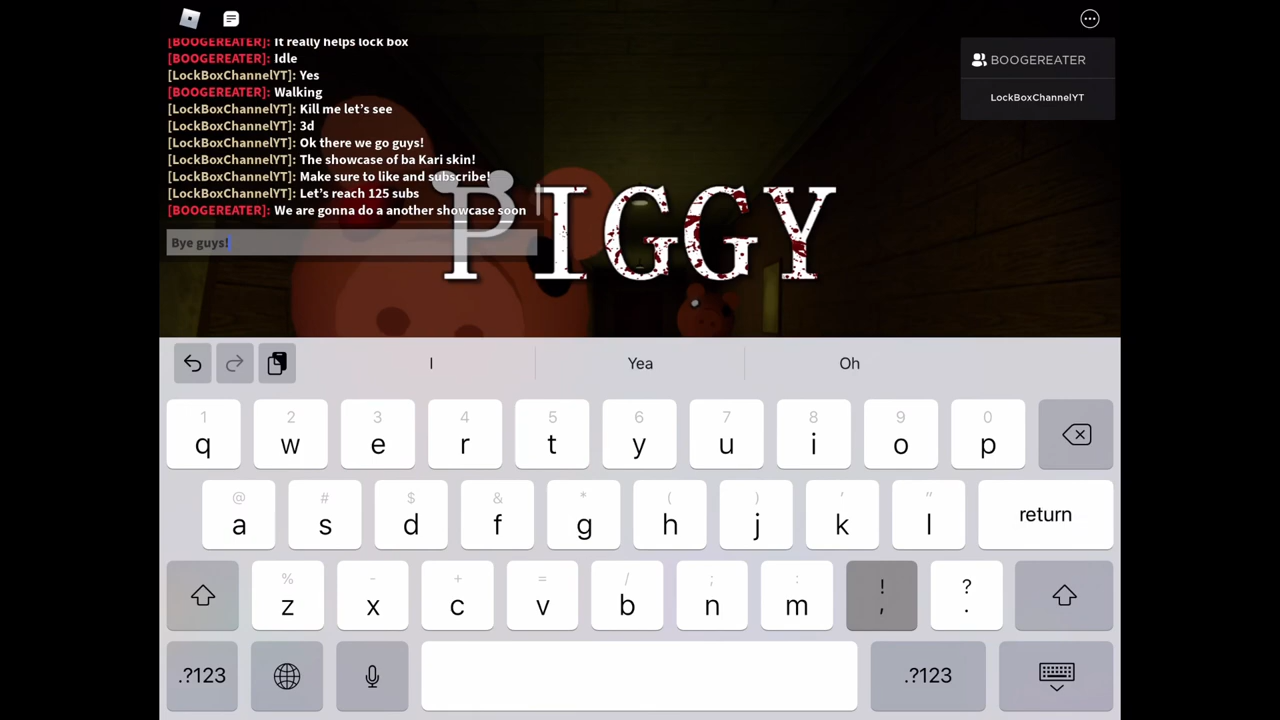 [BOOGEREATER]: It really helps lock box
[BOOGEREATER]: Idle
[LockBoxChannelYT]: Yes
[BOOGEREATER]: Walking
[LockBoxChannelYT]: Kill me let's see
[LockBoxChannelYT]: 3d
[LockBoxChannelYT]: Ok there we go guys!
[LockBoxChannelYT]: The showcase of ba Kari skin!
[LockBoxChannelYT]: Make sure to like and subscribe!
[LockBoxChannelYT]: Let's reach 125 subs
[BOOGEREATER]: We are gonna do a another showcase soon
Bye guys!
BOOGEREATER
LockBoxChannelYT
PIGGY
I Yea Oh
1 2 3 4 5 6 7 8 9 0
q w e r t y u i o p
@ # $ & * ( ) ' "
a s d f g h j k l return
% - + = / ; : ! ?
z x c v b n m , .
.?123 .?123